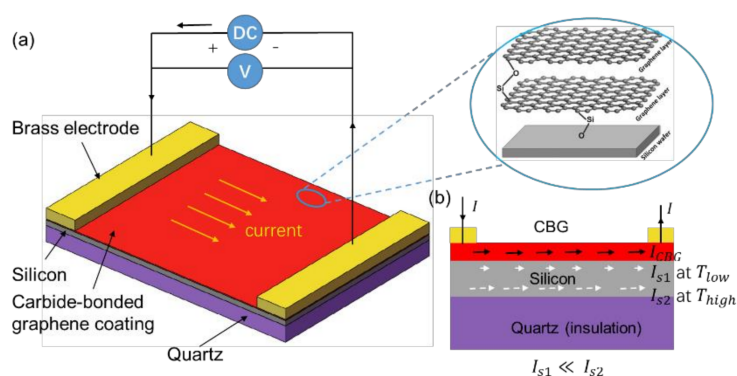 (a)
DC
+ -
V
Brass electrode
current
Silicon
Carbide-bonded
graphene coating
Quartz
Graphene layer
O
Si
Graphene layer
Si
O
Silicon wafer
(b)
I
CBG
I
I_CBG
Silicon
I_s1 at T_low
I_s2 at T_high
Quartz (insulation)
I_s1 ≪ I_s2